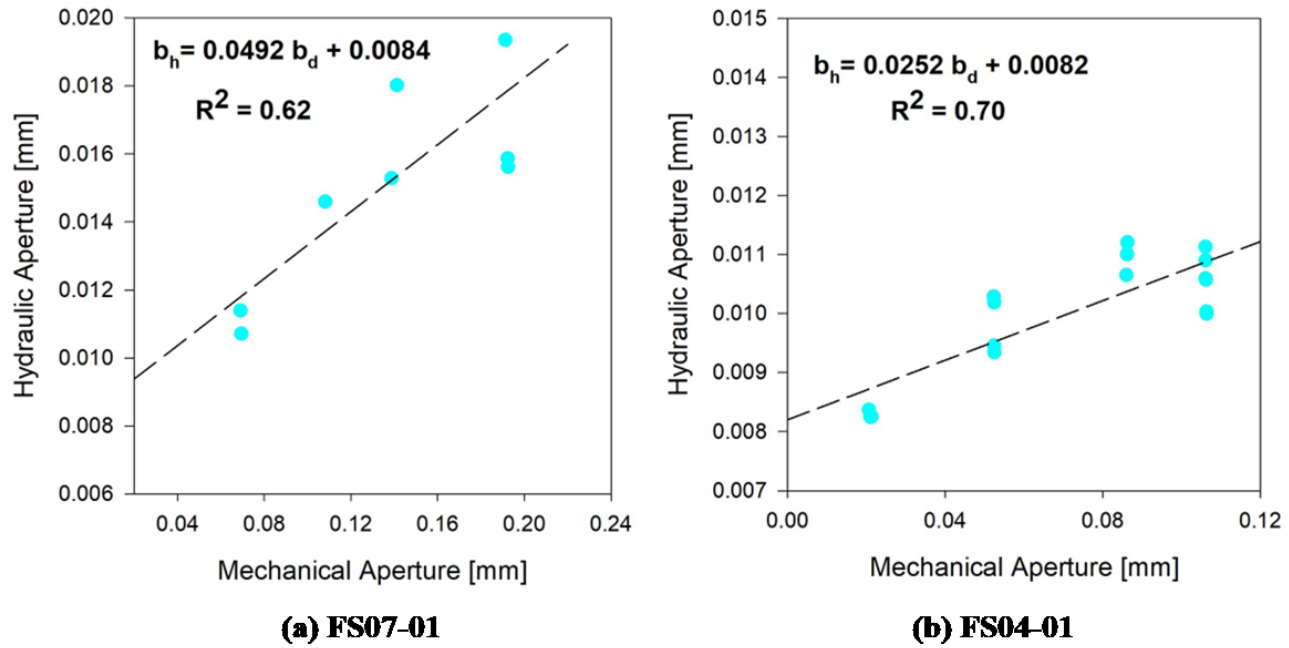 b_h= 0.0492 b_d + 0.0084
R² = 0.62
Hydraulic Aperture [mm]
0.020
0.018
0.016
0.014
0.012
0.010
0.008
0.006
0.04 0.08 0.12 0.16 0.20 0.24
Mechanical Aperture [mm]
(a) FS07-01
b_h= 0.0252 b_d + 0.0082
R² = 0.70
Hydraulic Aperture [mm]
0.015
0.014
0.013
0.012
0.011
0.010
0.009
0.008
0.007
0.00 0.04 0.08 0.12
Mechanical Aperture [mm]
(b) FS04-01